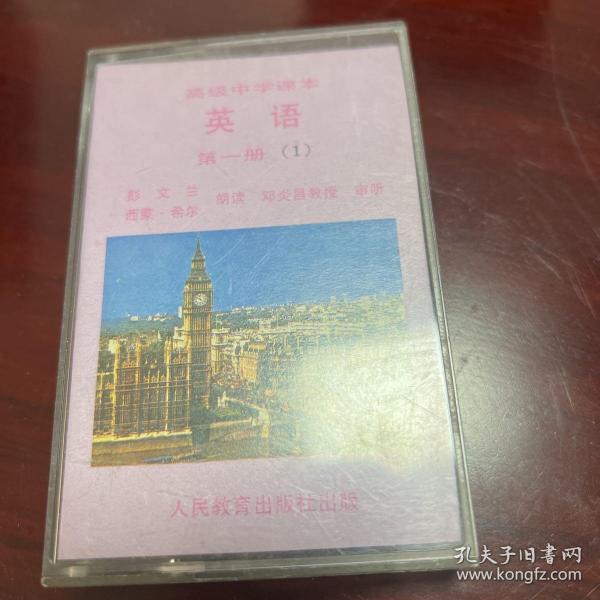 高级中学课本
英语
第一册 (1)
彭文兰
西蒙·希尔 朗读 邓炎昌教授 审听
人民教育出版社出版
孔夫子旧书网
www.kongfz.com